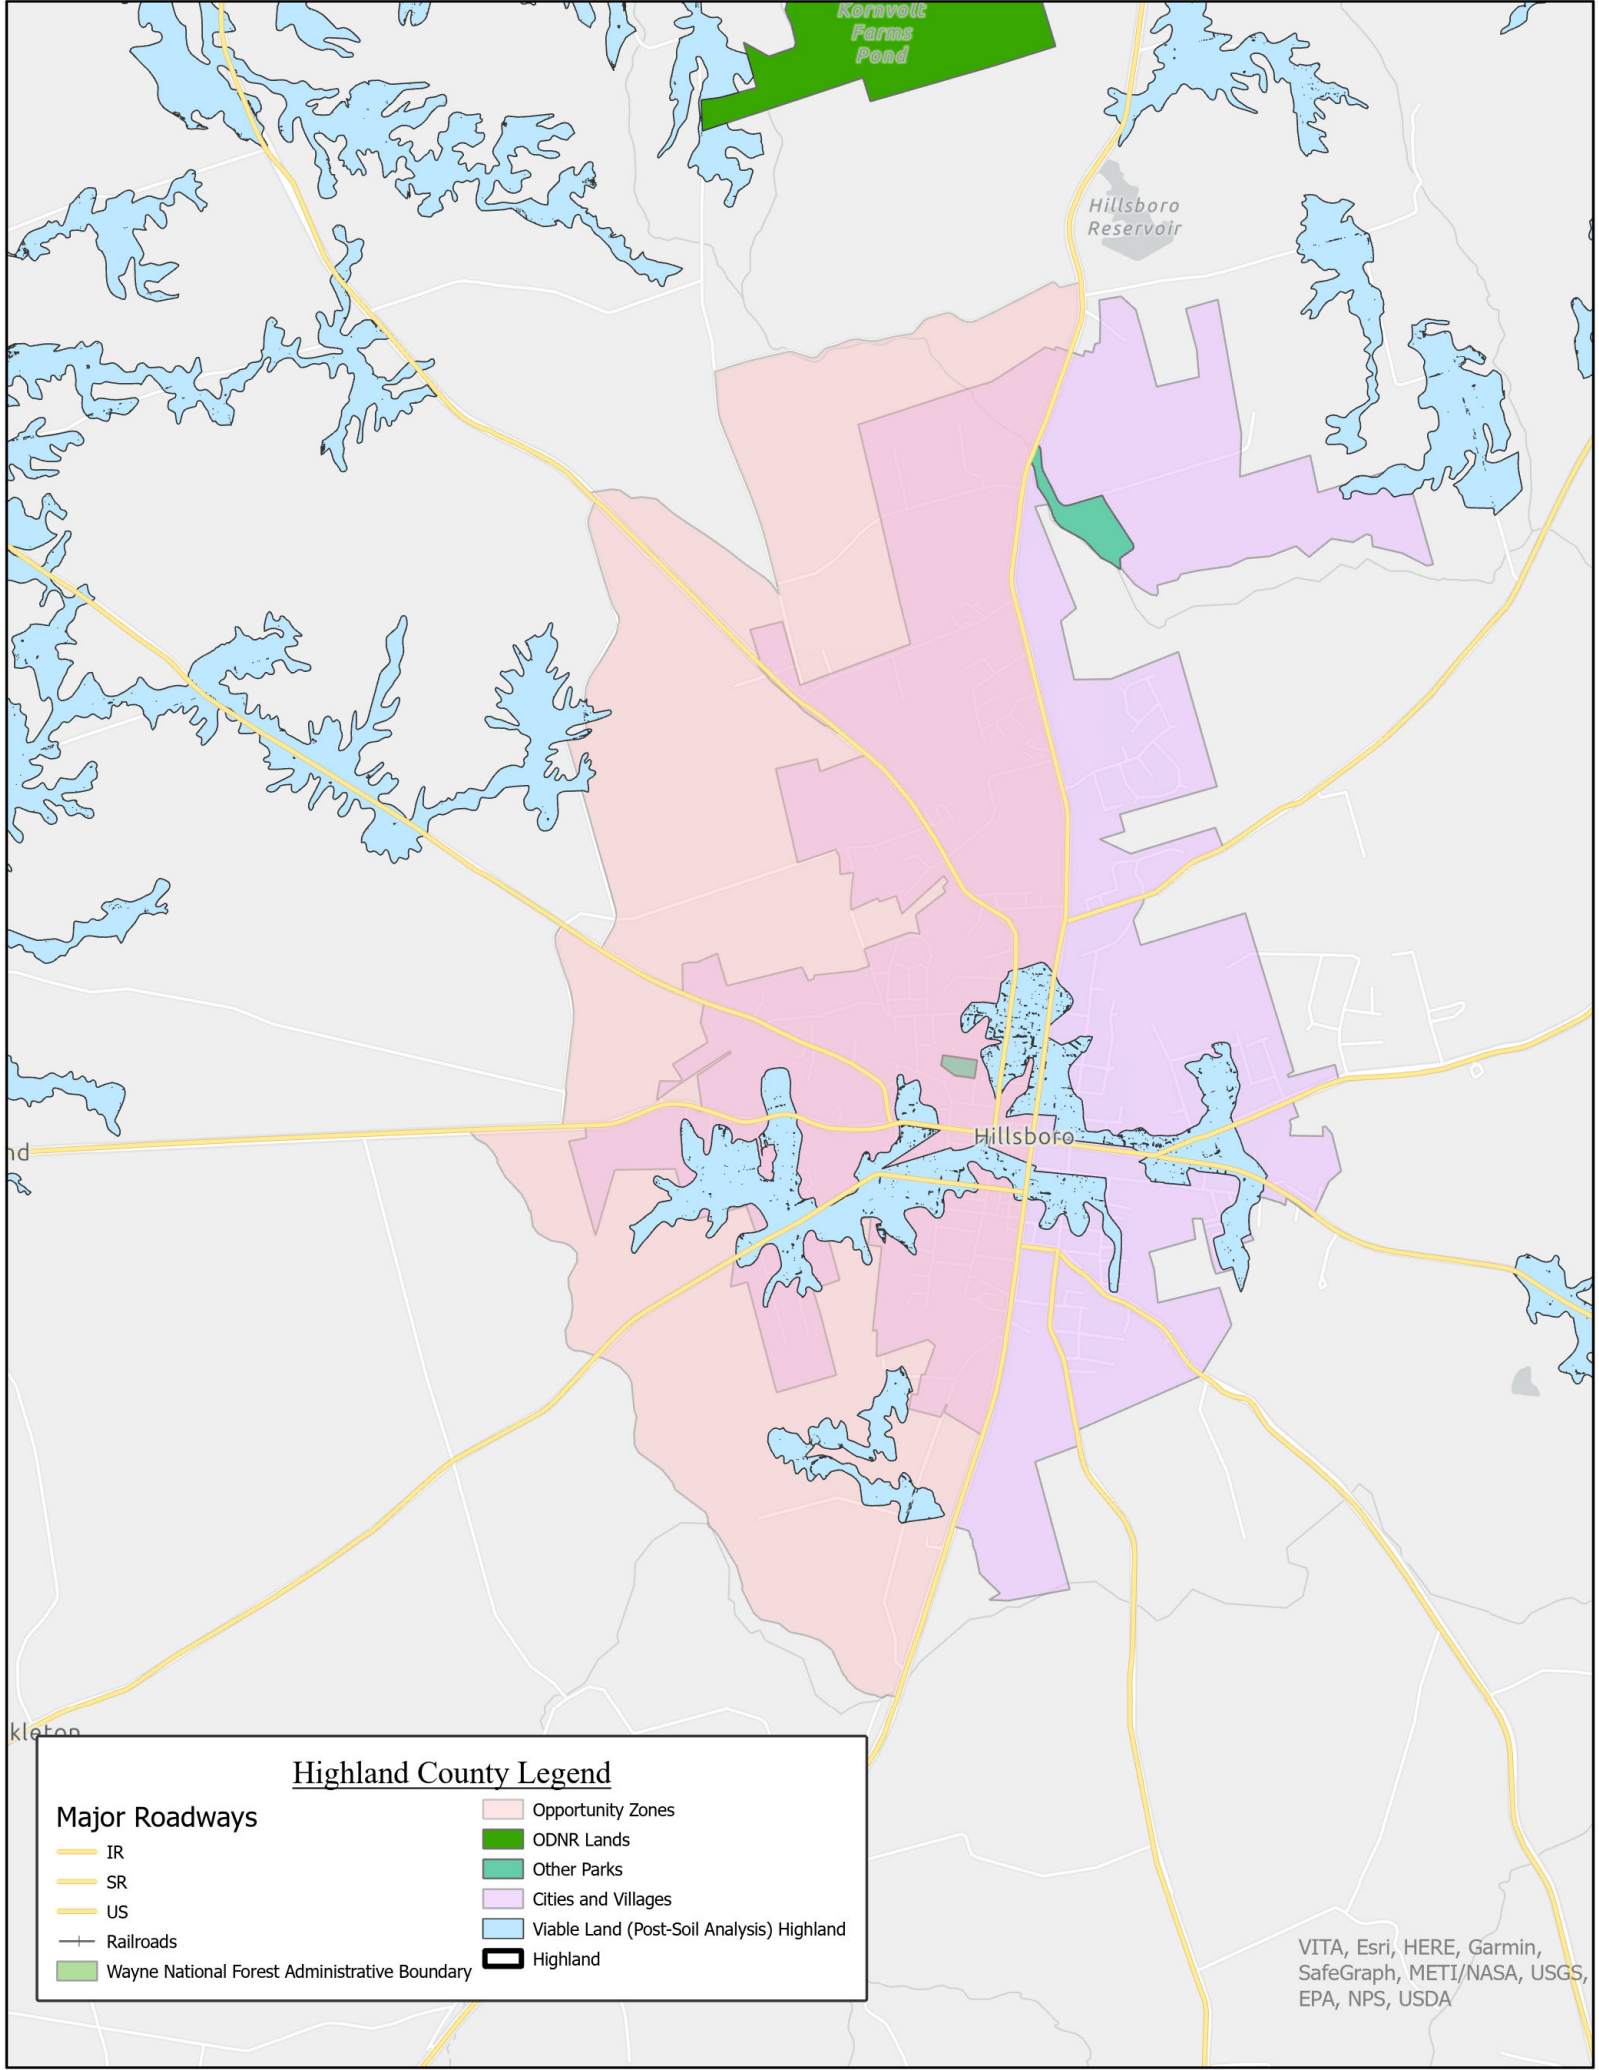 Kornvolt
Farms
Pond
Hillsboro
Reservoir
nd
Hillsboro
kleton
Highland County Legend
Major Roadways
IR
SR
US
Railroads
Wayne National Forest Administrative Boundary
Opportunity Zones
ODNR Lands
Other Parks
Cities and Villages
Viable Land (Post-Soil Analysis) Highland
Highland
VITA, Esri, HERE, Garmin,
SafeGraph, METI/NASA, USGS,
EPA, NPS, USDA